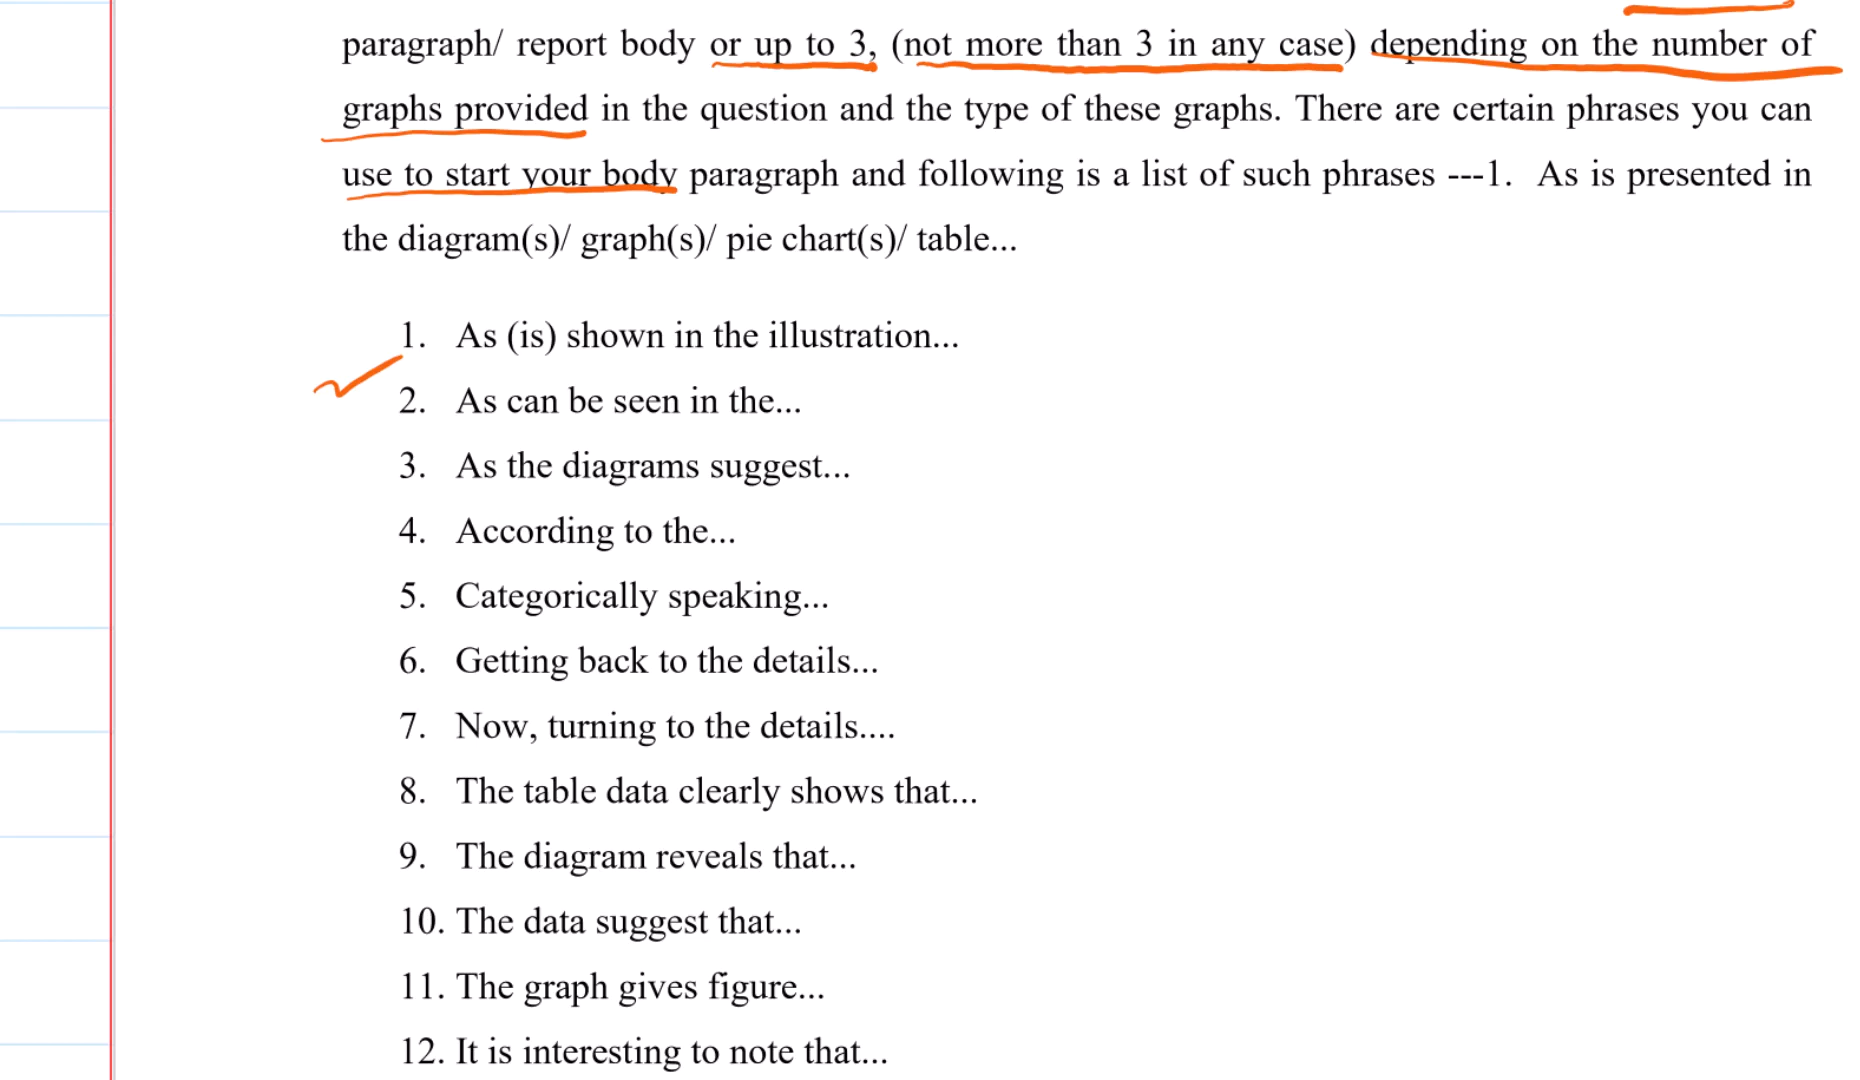 paragraph/ report body or up to 3, (not more than 3 in any case) depending on the number of
graphs provided in the question and the type of these graphs. There are certain phrases you can
use to start your body paragraph and following is a list of such phrases ---1. As is presented in
the diagram(s)/ graph(s)/ pie chart(s)/ table...
1. As (is) shown in the illustration...
2. As can be seen in the...
3. As the diagrams suggest...
4. According to the...
5. Categorically speaking...
6. Getting back to the details...
7. Now, turning to the details....
8. The table data clearly shows that...
9. The diagram reveals that...
10. The data suggest that...
11. The graph gives figure...
12. It is interesting to note that...